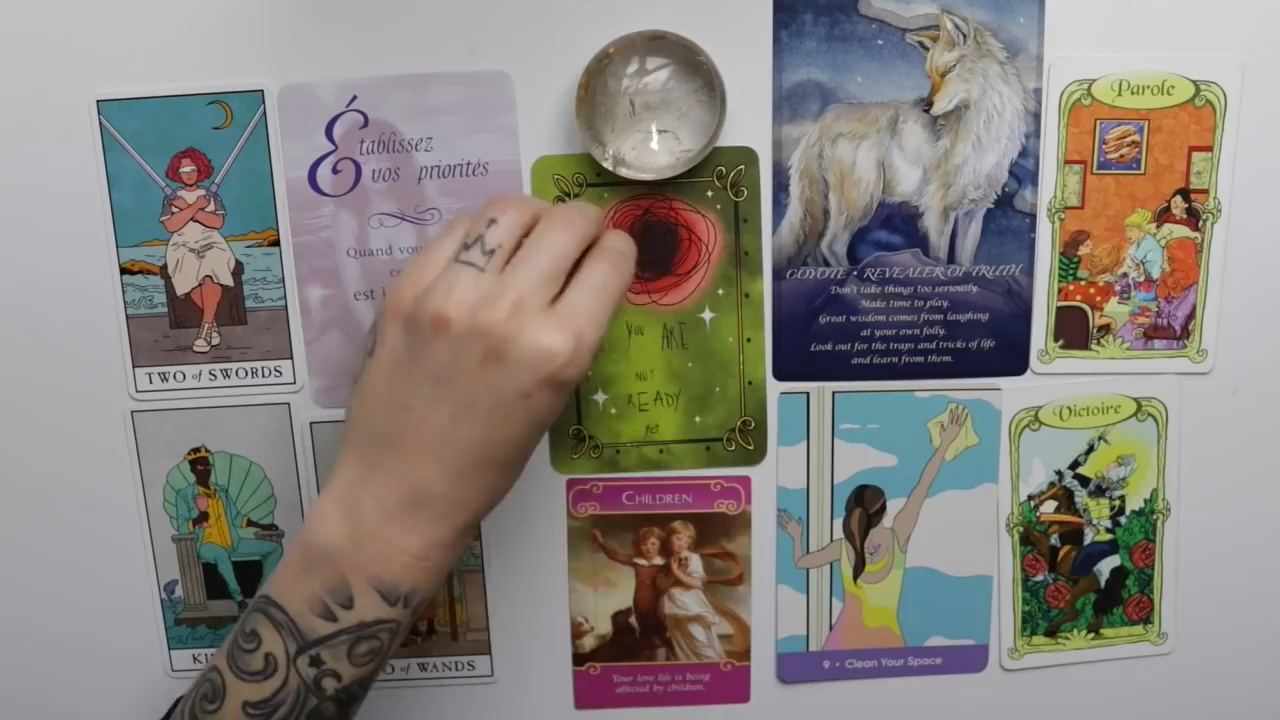 TWO of SWORDS
Établissez
vos priorités
Quand
est
YOU ARE
NOT
READY
yet
COYOTE • REVEALER OF TRUTH
Don't take things too seriously.
Make time to play.
Great wisdom comes from laughing
at your own folly.
Look out for the traps and tricks of life
and learn from them.
Parole
of WANDS
CHILDREN
Your love life is being
affected by children.
9 • Clean Your Space
Victoire